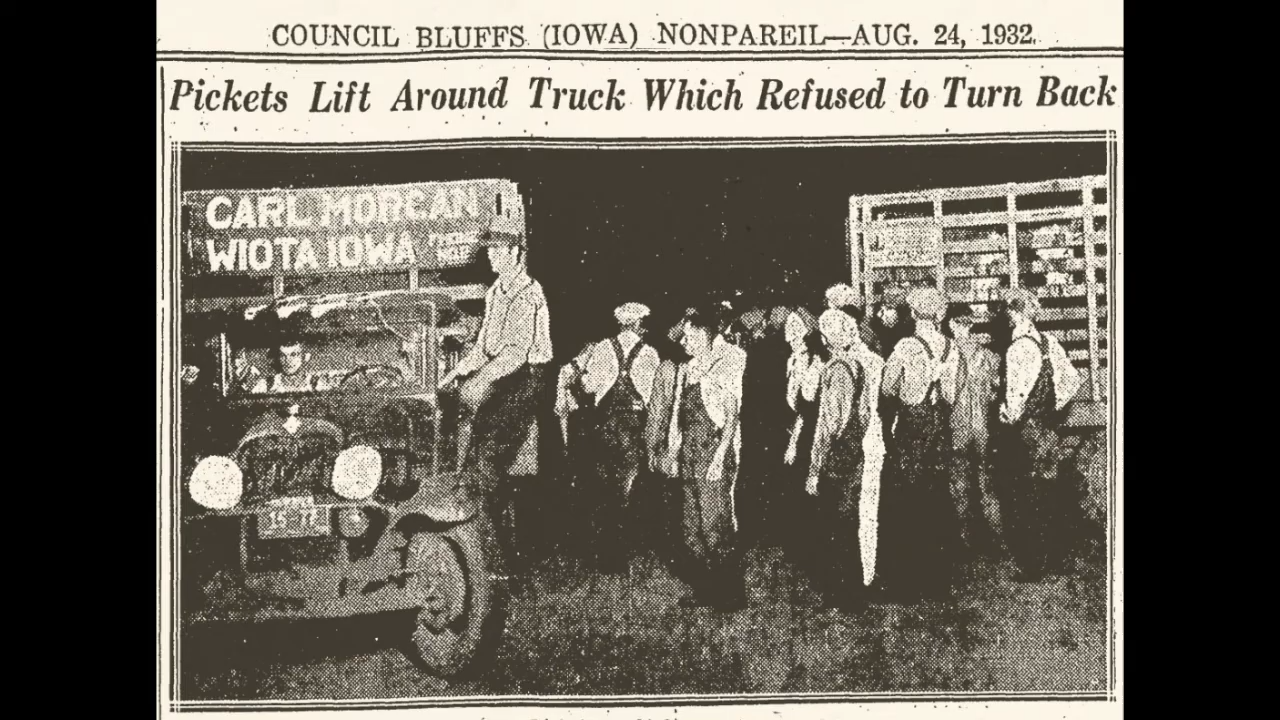 COUNCIL BLUFFS (IOWA) NONPAREIL—AUG. 24, 1932.
Pickets Lift Around Truck Which Refused to Turn Back
CARL MORGAN
WIOTA IOWA